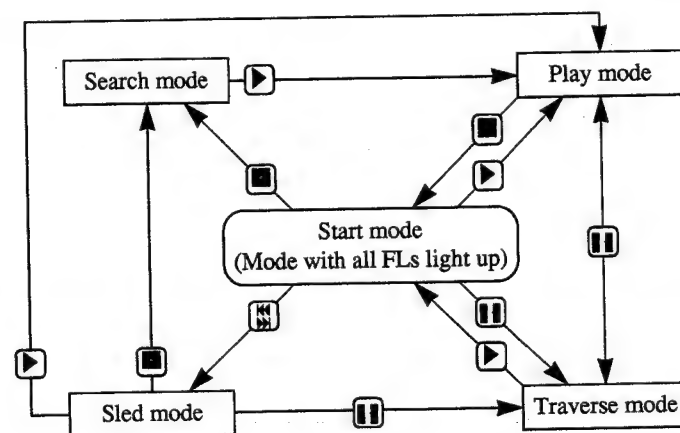 Search mode
Play mode
Start mode
(Mode with all FLs light up)
Sled mode
Traverse mode